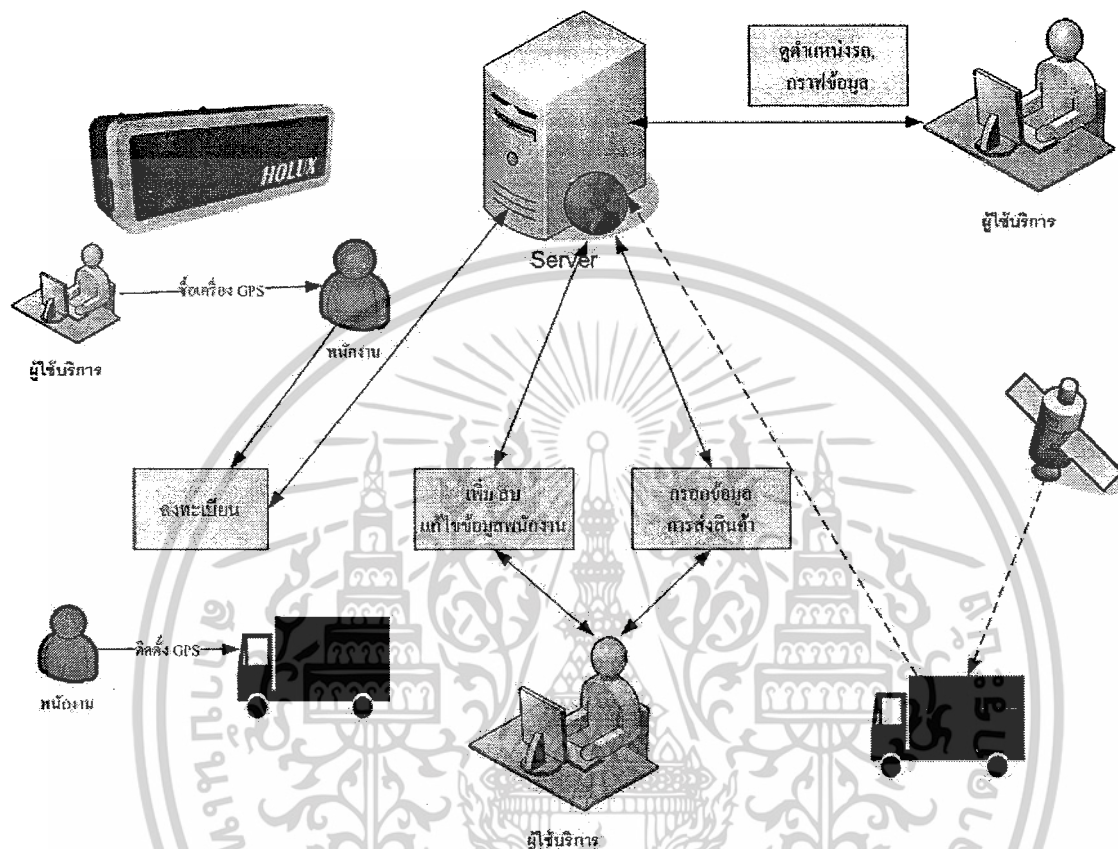 ดูตำแหน่งรถ,
กราฟข้อมูล
HOLUX
ผู้ใช้บริการ
Server
ซื้อเครื่อง GPS
พนักงาน
ผู้ใช้บริการ
ลงทะเบียน
เพิ่ม ลบ
แก้ไขข้อมูลพนักงาน
กรอกข้อมูล
การส่งสินค้า
ติดตั้ง GPS
พนักงาน
ผู้ใช้บริการ